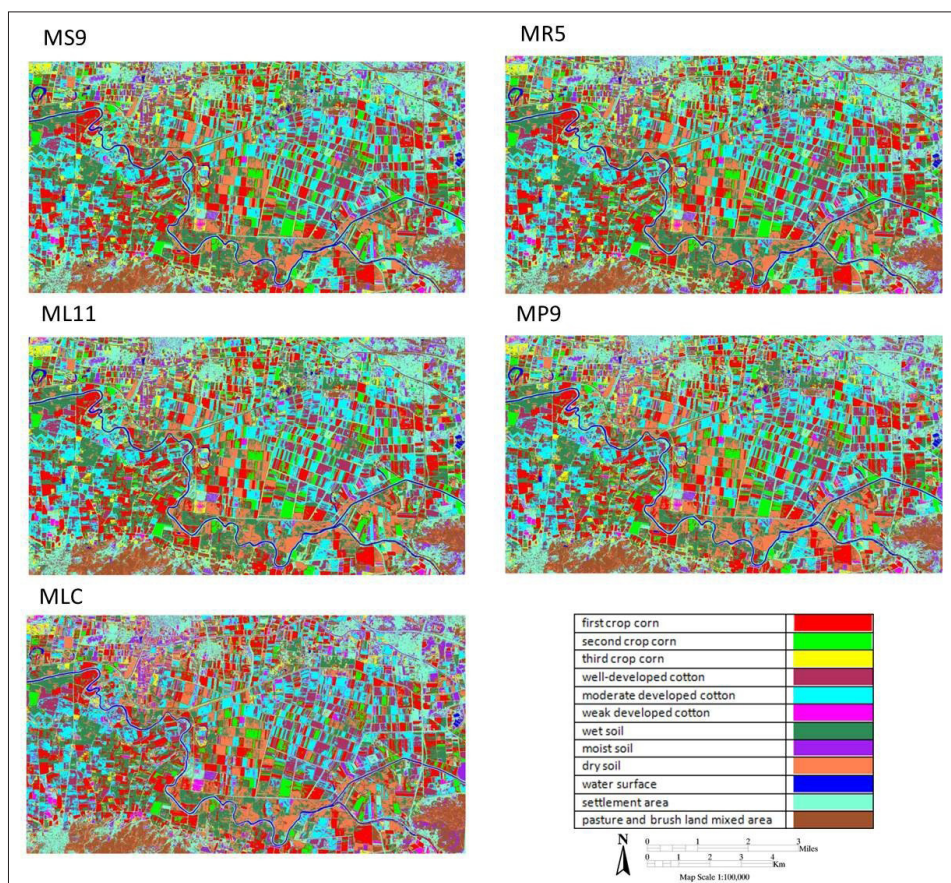 MS9
MR5
ML11
MP9
MLC
first crop corn
second crop corn
third crop corn
well-developed cotton
moderate developed cotton
weak developed cotton
wet soil
moist soil
dry soil
water surface
settlement area
pasture and brush land mixed area
N
0 1 2 3
Miles
0 1 2 3 4
Km
Map Scale 1:100,000